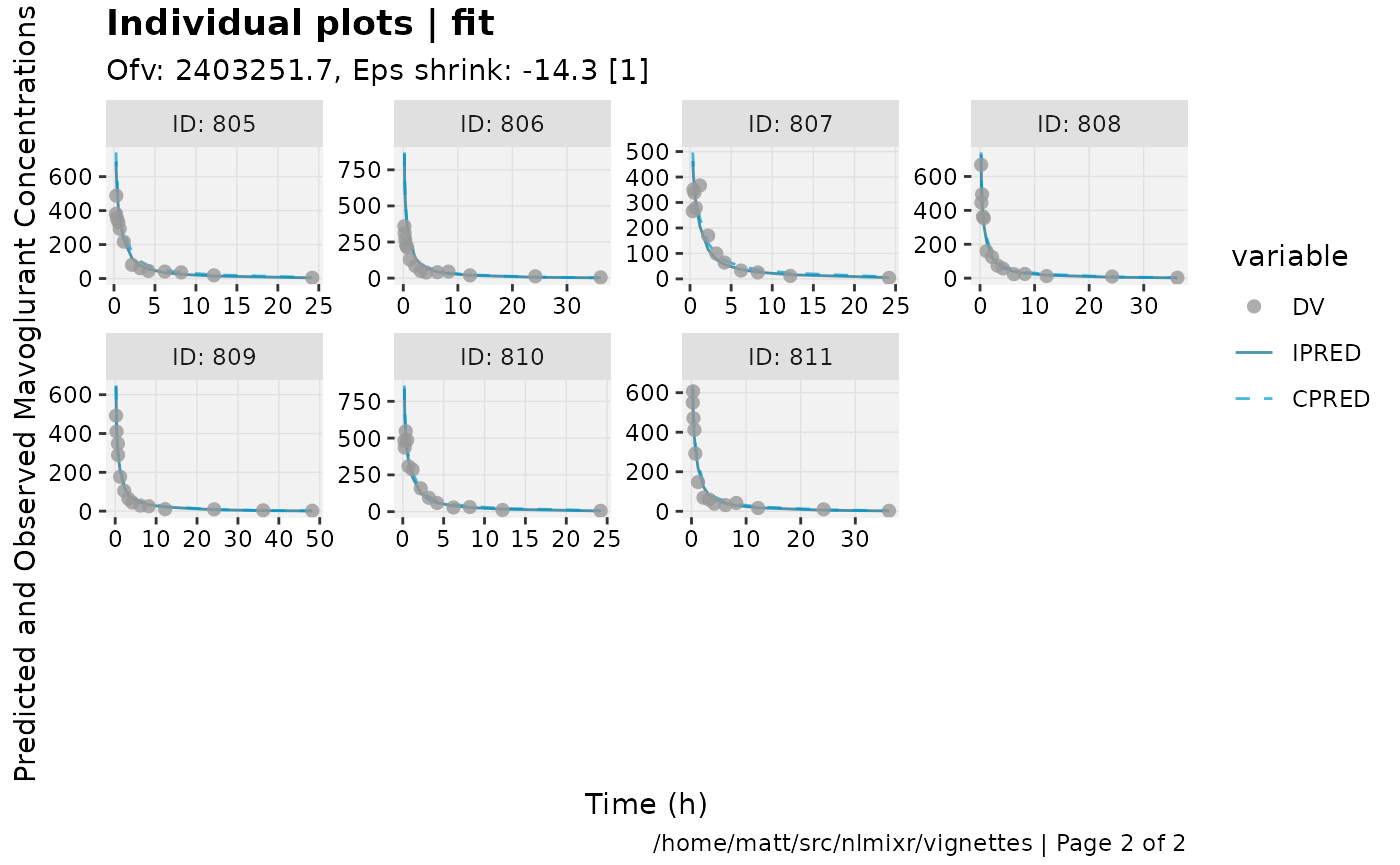 Individual plots | fit
Ofv: 2403251.7, Eps shrink: -14.3 [1]
Predicted and Observed Mavoglurant Concentrations
ID: 805
600
400
200
0
0 5 10 15 20 25
ID: 806
750
500
250
0
0 10 20 30
ID: 807
500
400
300
200
100
0
0 5 10 15 20 25
ID: 808
600
400
200
0
0 10 20 30
ID: 809
600
400
200
0
0 10 20 30 40 50
ID: 810
750
500
250
0
0 5 10 15 20 25
ID: 811
600
400
200
0
0 10 20 30
variable
DV
IPRED
CPRED
Time (h)
/home/matt/src/nlmixr/vignettes | Page 2 of 2